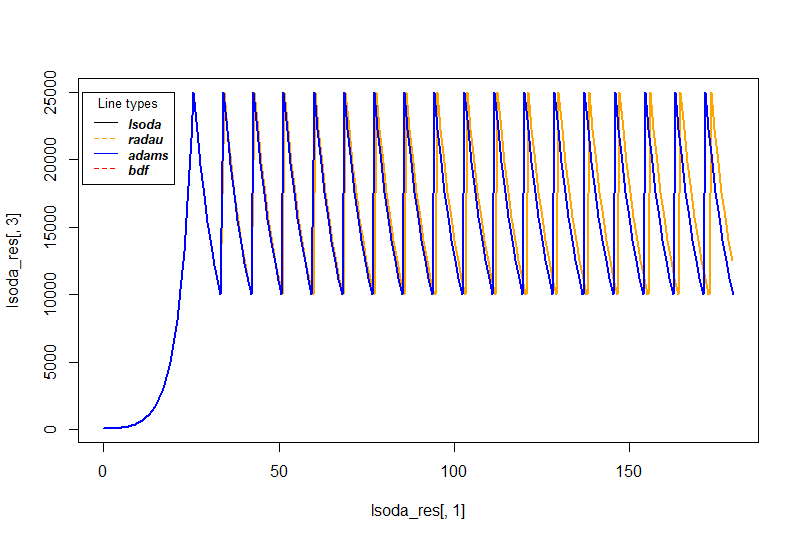 25000
20000
15000
10000
5000
0
lsoda_res[, 3]
Line types
lsoda
radau
adams
bdf
0 50 100 150
lsoda_res[, 1]